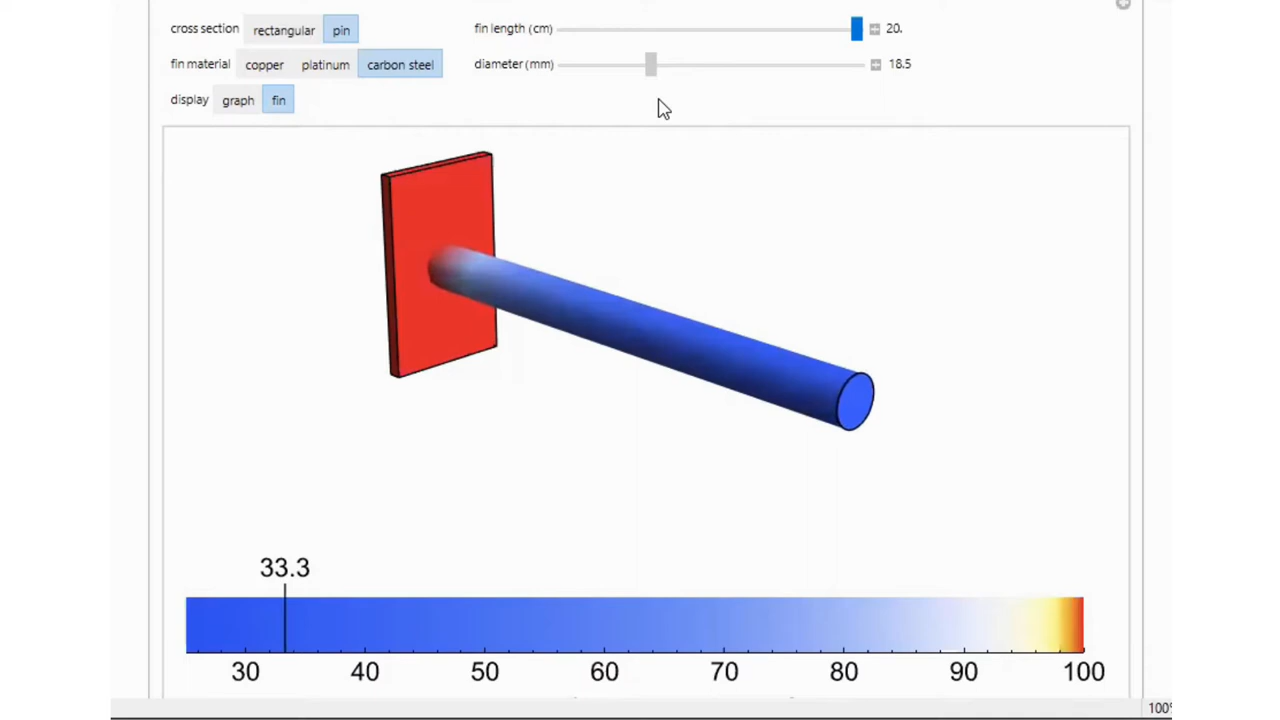 cross section rectangular pin fin length (cm) 20.
fin material copper platinum carbon steel diameter (mm) 18.5
display graph fin
33.3
30 40 50 60 70 80 90 100
100%